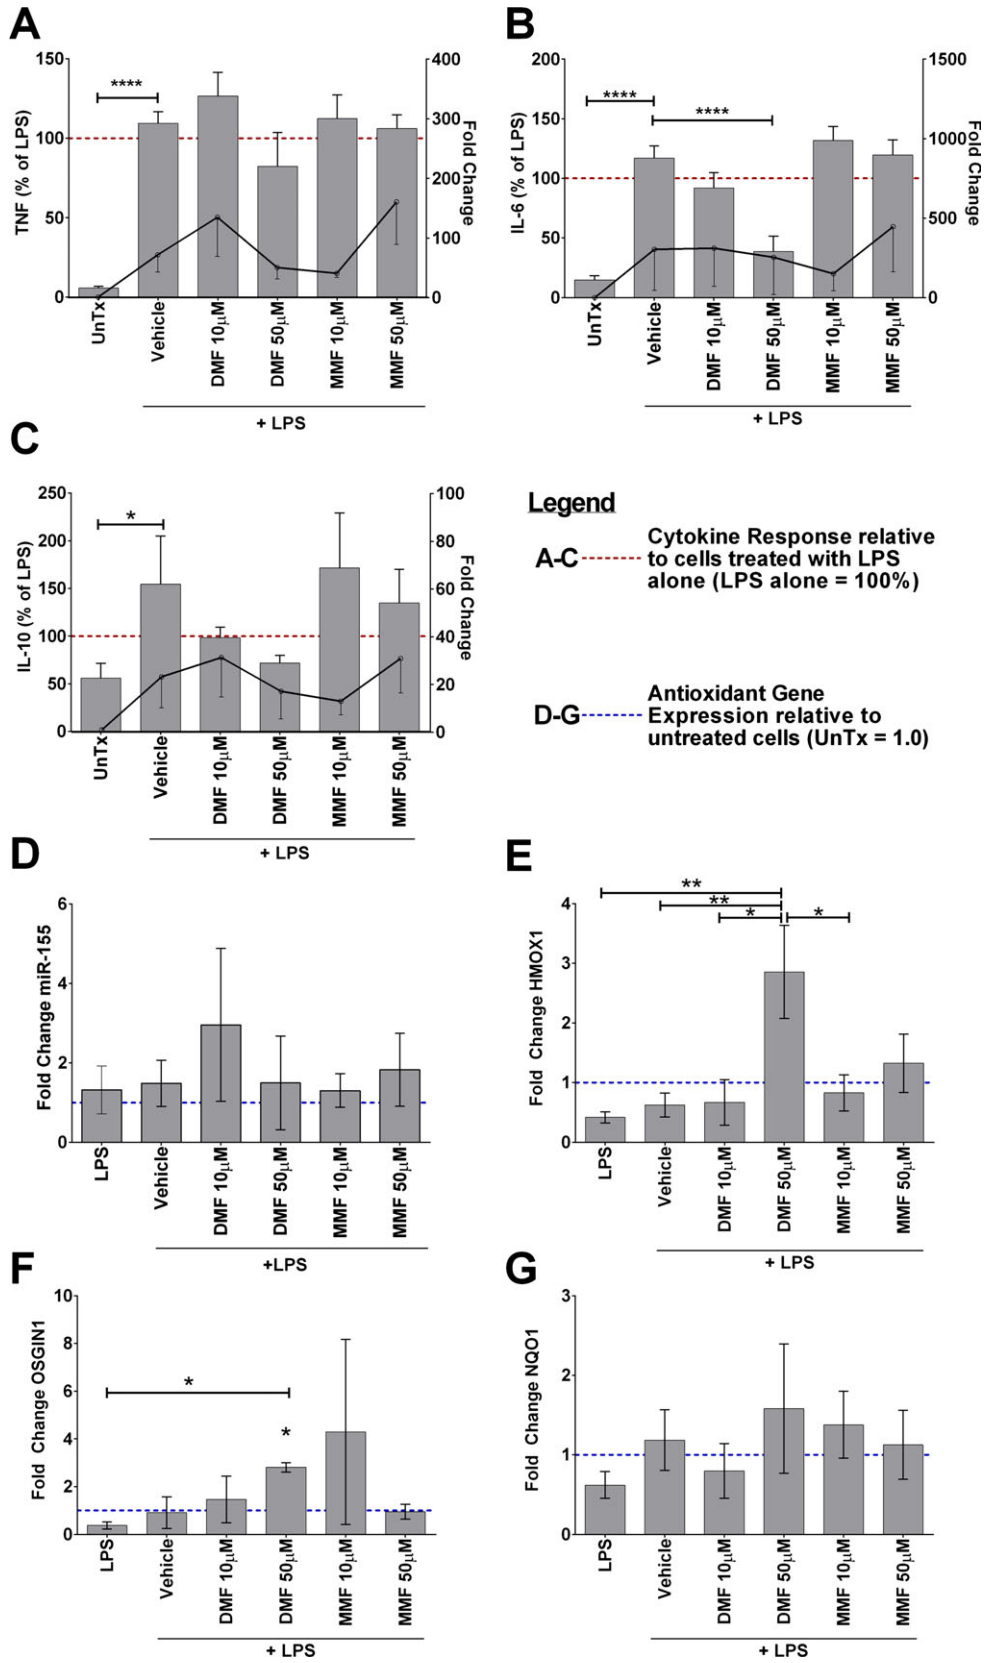 A
TNF (% of LPS)
150
100
50
0
****
400
300
200
100
0
Fold Change
UnTx
Vehicle
DMF 10µM
DMF 50µM
MMF 10µM
MMF 50µM
+ LPS
B
IL-6 (% of LPS)
200
150
100
50
0
****
****
1500
1000
500
0
Fold Change
UnTx
Vehicle
DMF 10µM
DMF 50µM
MMF 10µM
MMF 50µM
+ LPS
C
IL-10 (% of LPS)
250
200
150
100
50
0
*
100
80
60
40
20
0
Fold Change
UnTx
Vehicle
DMF 10µM
DMF 50µM
MMF 10µM
MMF 50µM
+ LPS
Legend
A-C
Cytokine Response relative
to cells treated with LPS
alone (LPS alone = 100%)
D-G
Antioxidant Gene
Expression relative to
untreated cells (UnTx = 1.0)
D
Fold Change miR-155
6
4
2
0
LPS
Vehicle
DMF 10µM
DMF 50µM
MMF 10µM
MMF 50µM
+LPS
E
Fold Change HMOX1
4
3
2
1
0
**
**
*
*
LPS
Vehicle
DMF 10µM
DMF 50µM
MMF 10µM
MMF 50µM
+ LPS
F
Fold Change OSGIN1
10
8
6
4
2
0
*
*
LPS
Vehicle
DMF 10µM
DMF 50µM
MMF 10µM
MMF 50µM
+ LPS
G
Fold Change NQO1
3
2
1
0
LPS
Vehicle
DMF 10µM
DMF 50µM
MMF 10µM
MMF 50µM
+ LPS